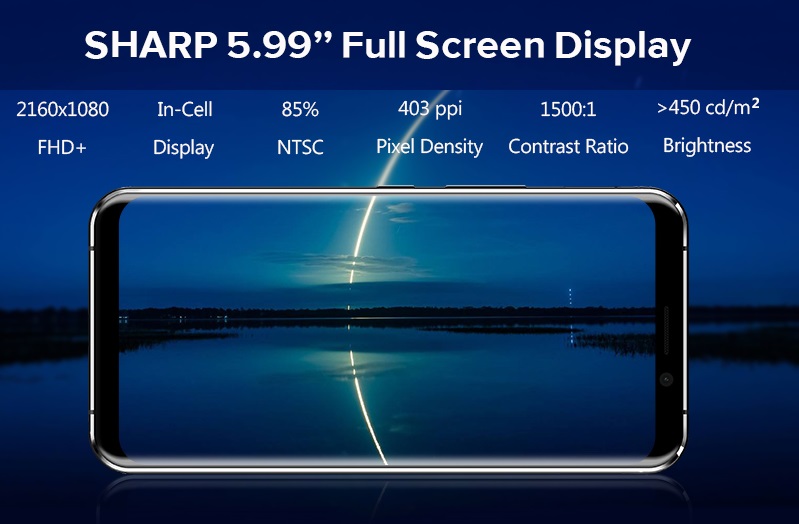 SHARP 5.99” Full Screen Display
2160x1080 In-Cell 85% 403 ppi 1500:1 >450 cd/m²
FHD+ Display NTSC Pixel Density Contrast Ratio Brightness